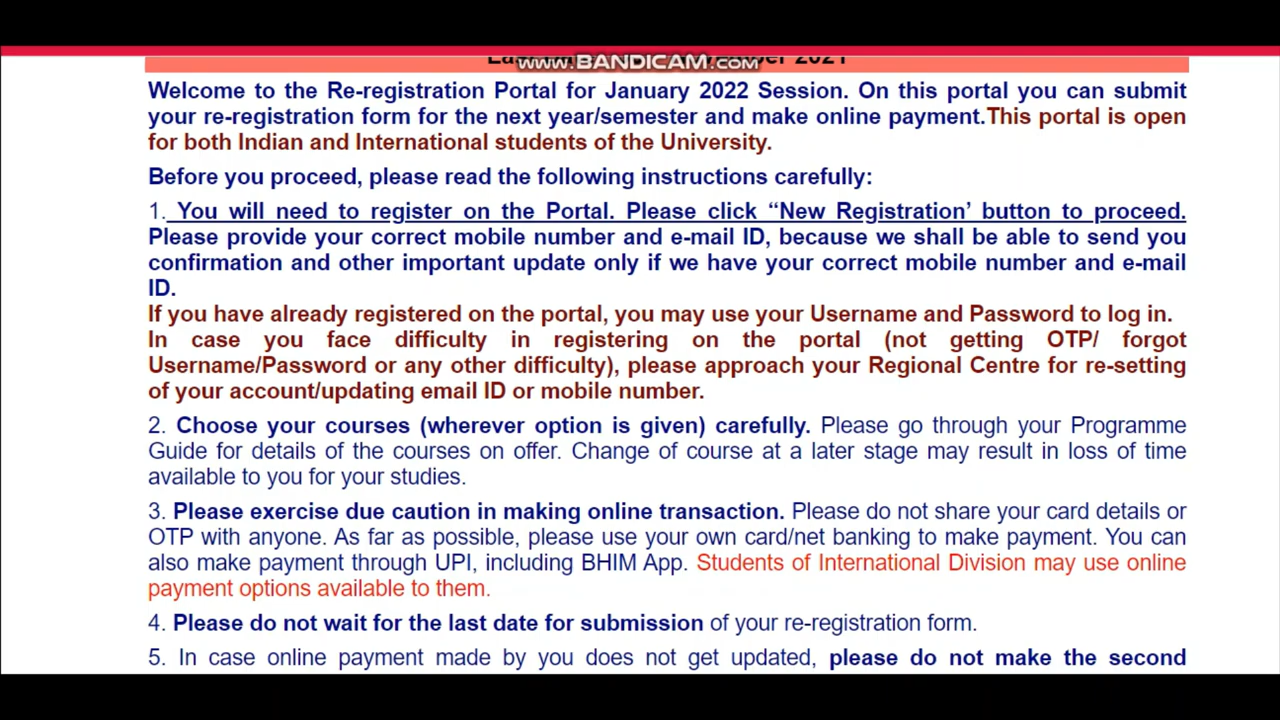 www.BANDICAM.com 2021
Welcome to the Re-registration Portal for January 2022 Session. On this portal you can submit
your re-registration form for the next year/semester and make online payment.This portal is open
for both Indian and International students of the University.
Before you proceed, please read the following instructions carefully:
1. You will need to register on the Portal. Please click “New Registration’ button to proceed.
Please provide your correct mobile number and e-mail ID, because we shall be able to send you
confirmation and other important update only if we have your correct mobile number and e-mail
ID.
If you have already registered on the portal, you may use your Username and Password to log in.
In case you face difficulty in registering on the portal (not getting OTP/ forgot
Username/Password or any other difficulty), please approach your Regional Centre for re-setting
of your account/updating email ID or mobile number.
2. Choose your courses (wherever option is given) carefully. Please go through your Programme
Guide for details of the courses on offer. Change of course at a later stage may result in loss of time
available to you for your studies.
3. Please exercise due caution in making online transaction. Please do not share your card details or
OTP with anyone. As far as possible, please use your own card/net banking to make payment. You can
also make payment through UPI, including BHIM App. Students of International Division may use online
payment options available to them.
4. Please do not wait for the last date for submission of your re-registration form.
5. In case online payment made by you does not get updated, please do not make the second